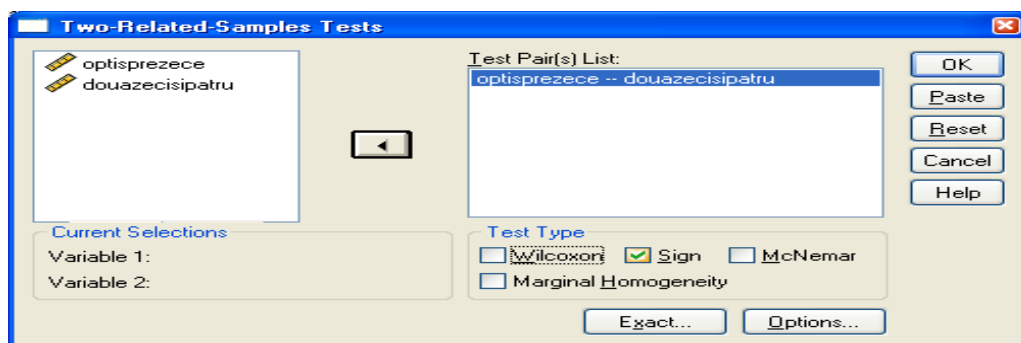 Two-Related-Samples Tests
optisprezece
douazecisipatru
Test Pair(s) List:
optisprezece -- douazecisipatru
OK
Paste
Reset
Cancel
Help
Current Selections
Variable 1:
Variable 2:
Test Type
Wilcoxon Sign McNemar
Marginal Homogeneity
Exact... Options...